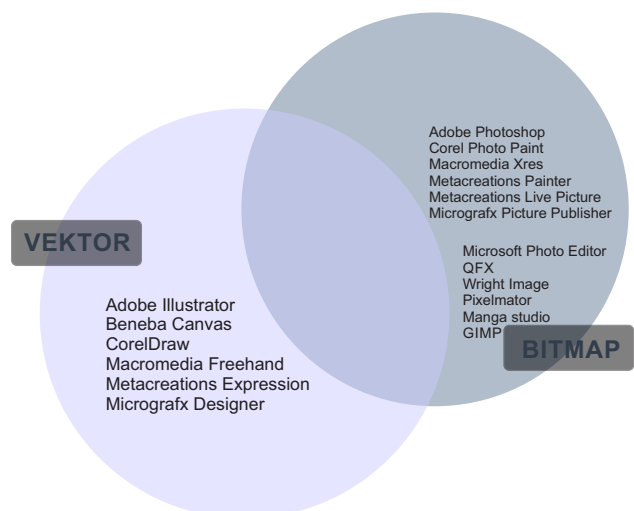 Adobe Photoshop
Corel Photo Paint
Macromedia Xres
Metacreations Painter
Metacreations Live Picture
Micrografx Picture Publisher
VEKTOR
Microsoft Photo Editor
QFX
Wright Image
Pixelmator
Manga studio
GIMP
BITMAP
Adobe Illustrator
Beneba Canvas
CorelDraw
Macromedia Freehand
Metacreations Expression
Micrografx Designer